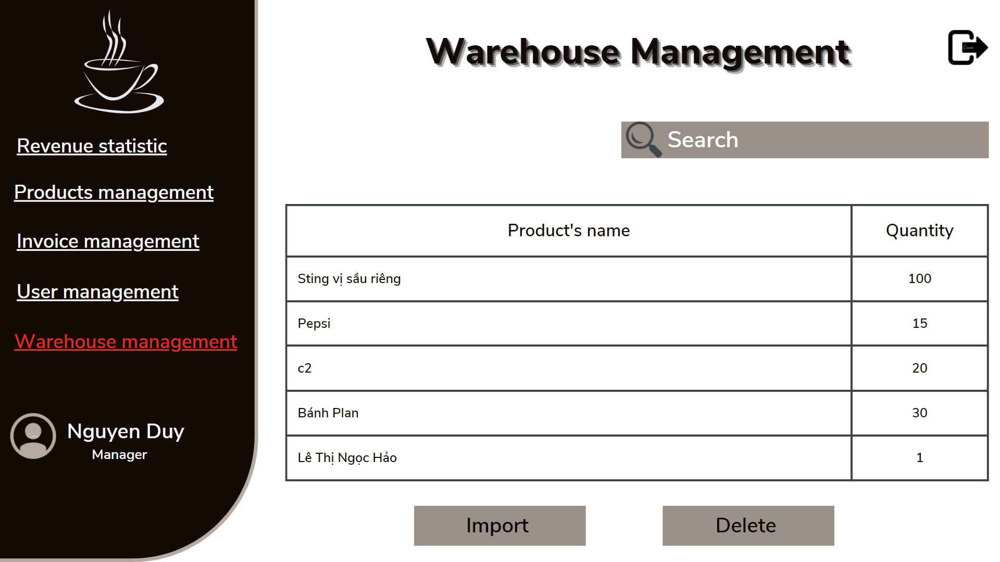 Warehouse Management
Canva
Search
Revenue statistic
Products management
Invoice management
User management
Warehouse management
Nguyen Duy
Manager
Product's name Quantity
Sting vị sầu riêng 100
Pepsi 15
c2 20
Bánh Plan 30
Lê Thị Ngọc Hảo 1
Import Delete